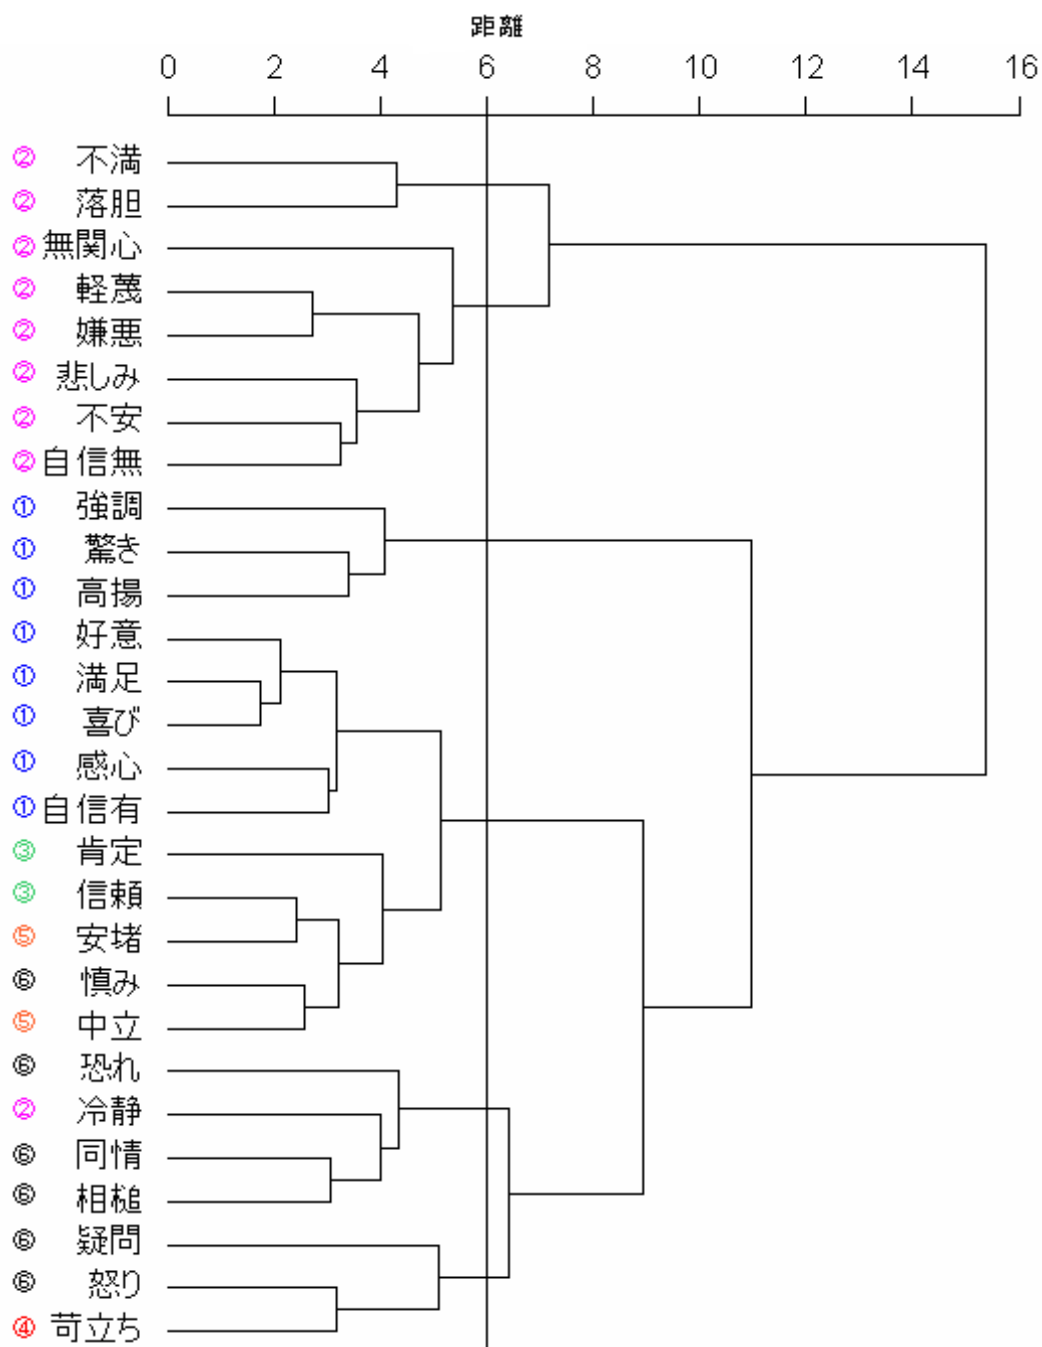 距離
0 2 4 6 8 10 12 14 16
② 不満
② 落胆
② 無関心
② 軽蔑
② 嫌悪
② 悲しみ
② 不安
② 自信無
① 強調
① 驚き
① 高揚
① 好意
① 満足
① 喜び
① 感心
① 自信有
③ 肯定
③ 信頼
⑤ 安堵
⑥ 慎み
⑤ 中立
⑥ 恐れ
② 冷静
⑥ 同情
⑥ 相槌
⑥ 疑問
⑥ 怒り
④ 苛立ち